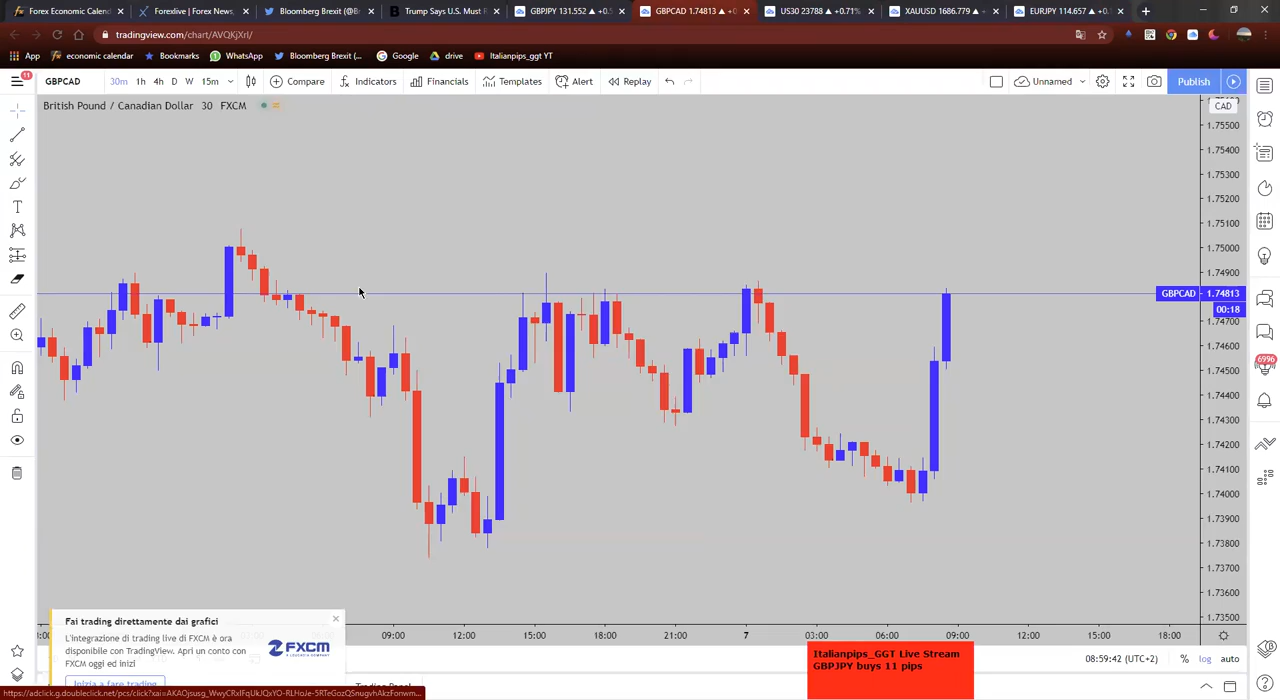 Forex Economic Calend
Forexlive | Forex News,
Bloomberg Brexit (@Br
Trump Says U.S. Must R
GBPJPY 131.552 ▲ +0.5
GBPCAD 1.74813 ▲ +0
US30 23788 ▲ +0.71%
XAUUSD 1686.779 ▲ +
EURJPY 114.657 ▲ +0.
tradingview.com/chart/AVQKjXrI/
App
economic calendar
Bookmarks
WhatsApp
Bloomberg Brexit (...
Google
drive
Italianpips_ggt YT
11
GBPCAD
30m 1h 4h D W 15m
Compare
Indicators
Financials
Templates
Alert
Replay
Unnamed
Publish
British Pound / Canadian Dollar 30 FXCM
CAD
1.75500
1.75400
1.75300
1.75200
1.75100
1.75000
1.74900
GBPCAD 1.74813
00:18
1.74700
1.74600
1.74500
1.74400
1.74300
1.74200
1.74100
1.74000
1.73900
1.73800
1.73700
1.73600
1.73500
6996
Fai trading direttamente dai grafici
L'integrazione di trading live di FXCM è ora
disponibile con TradingView. Apri un conto con
FXCM oggi ed inizi
FXCM
Inizia a fare trading
09:00 12:00 15:00 18:00 21:00 7 03:00 06:00 09:00 12:00 15:00 18:00
Italianpips_GGT Live Stream
GBPJPY buys 11 pips
08:59:42 (UTC+2)
% log auto